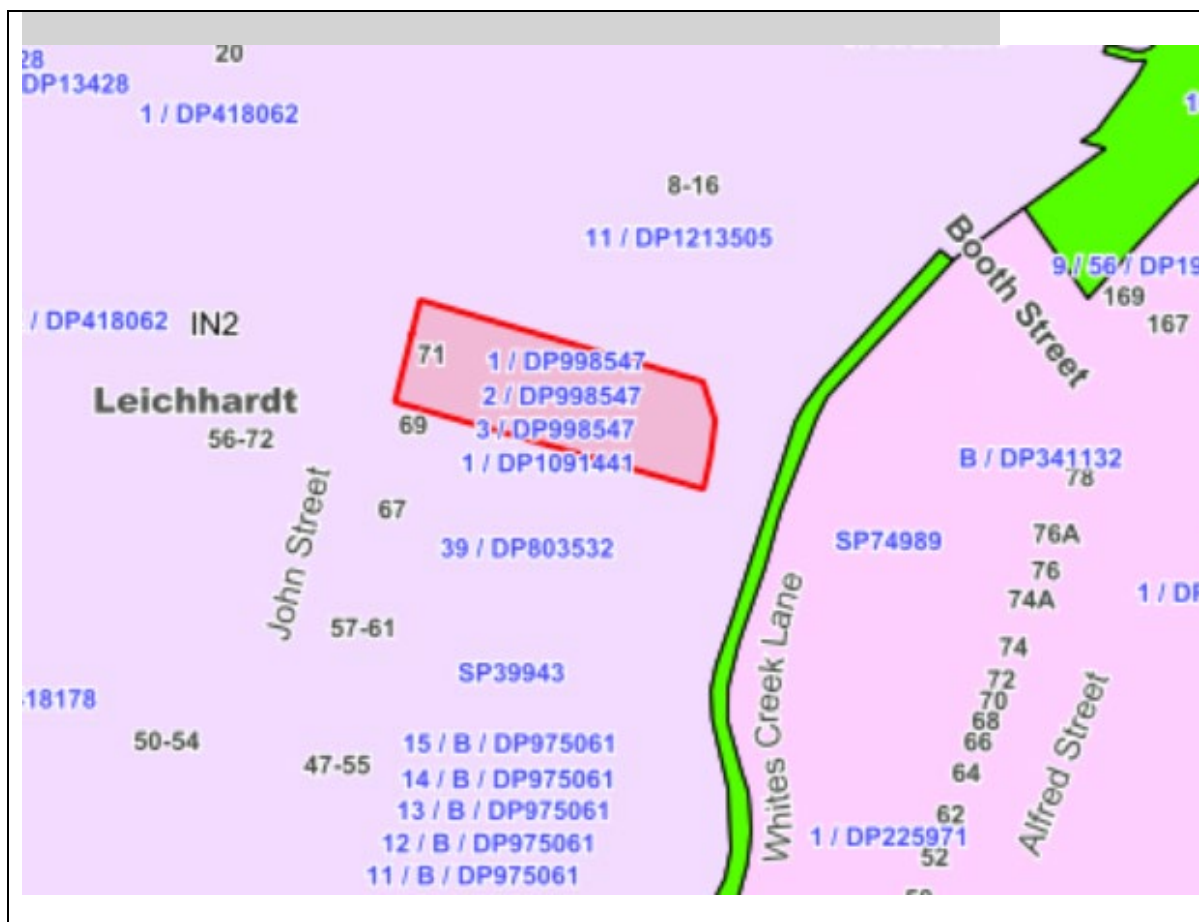 20
28
DP13428
1 / DP418062
8-16
11 / DP1213505
Booth Street
9 / 56 / DP19
169
167
/ DP418062
IN2
71
1 / DP998547
2 / DP998547
3 / DP998547
1 / DP1091441
Leichhardt
56-72
69
67
John Street
39 / DP803532
57-61
SP39943
B / DP341132
78
SP74989
76A
76
74A
1 / DP
74
72
70
68
66
64
62
1 / DP225971
52
Whites Creek Lane
Alfred Street
18178
50-54
47-55
15 / B / DP975061
14 / B / DP975061
13 / B / DP975061
12 / B / DP975061
11 / B / DP975061